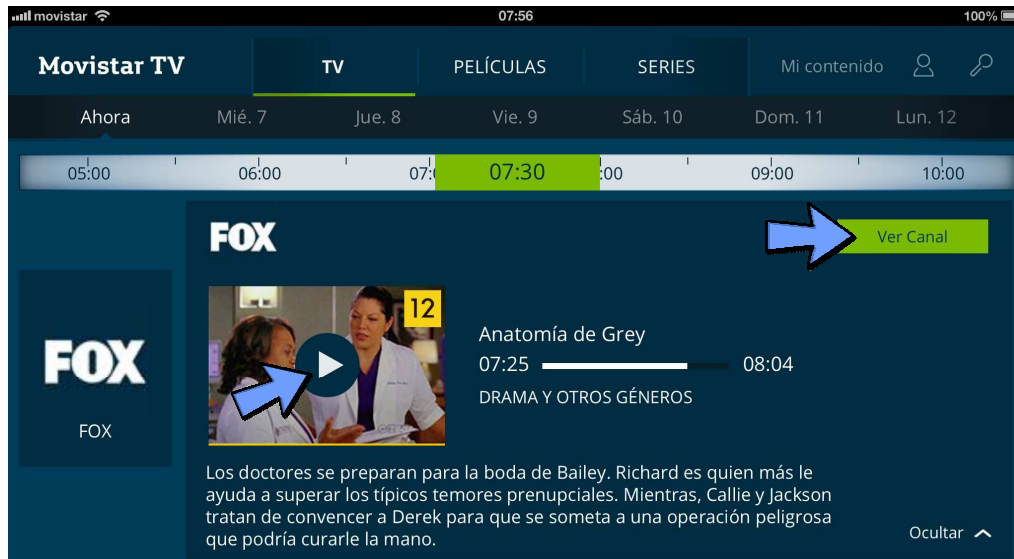 movistar 07:56 100%
Movistar TV TV PELÍCULAS SERIES Mi contenido
Ahora Mié. 7 Jue. 8 Vie. 9 Sáb. 10 Dom. 11 Lun. 12
05:00 06:00 07: 07:30 :00 09:00 10:00
FOX
Ver Canal
12
FOX
FOX
Anatomía de Grey
07:25 08:04
DRAMA Y OTROS GÉNEROS
Los doctores se preparan para la boda de Bailey. Richard es quien más le
ayuda a superar los típicos temores prenupciales. Mientras, Callie y Jackson
tratan de convencer a Derek para que se someta a una operación peligrosa
que podría curarle la mano.
Ocultar